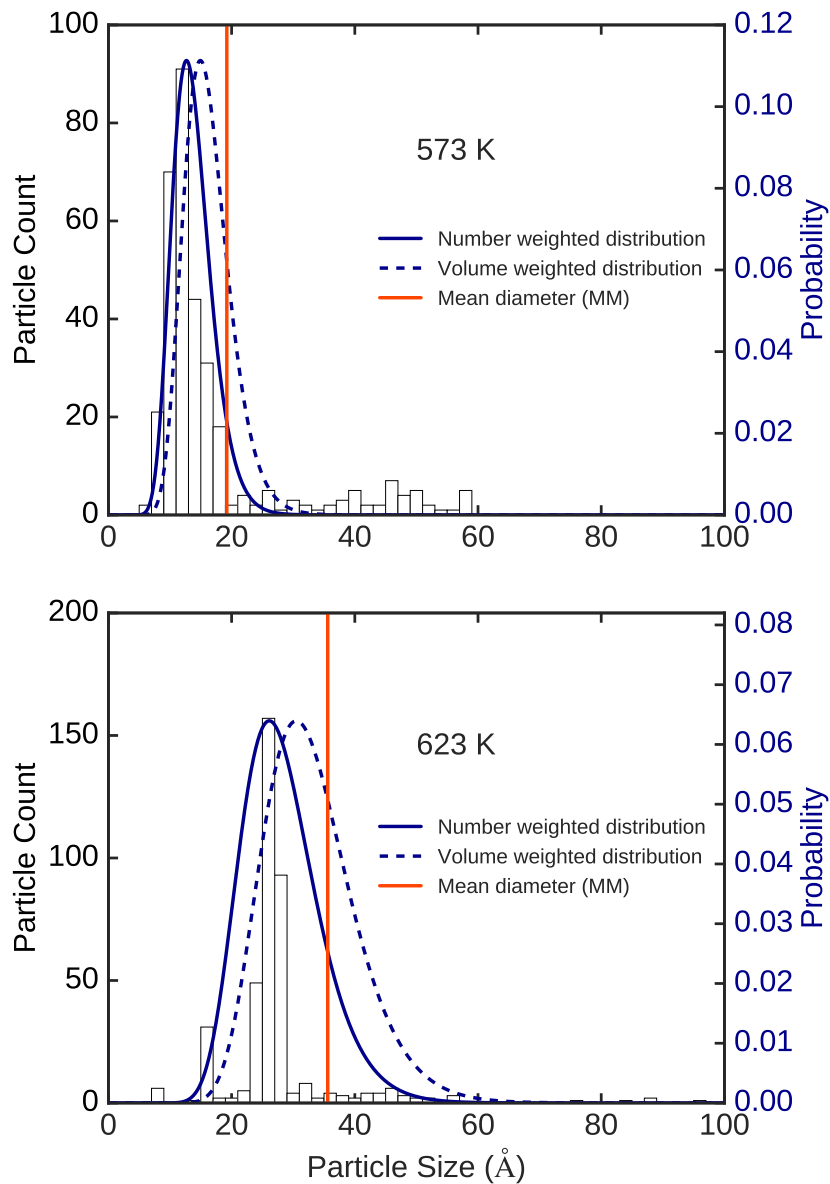 100
80
60
40
20
0
Particle Count
573 K
Number weighted distribution
Volume weighted distribution
Mean diameter (MM)
0.12
0.10
0.08
0.06
0.04
0.02
0.00
Probability
0 20 40 60 80 100
200
150
100
50
0
Particle Count
623 K
Number weighted distribution
Volume weighted distribution
Mean diameter (MM)
0.08
0.07
0.06
0.05
0.04
0.03
0.02
0.01
0.00
Probability
0 20 40 60 80 100
Particle Size (Å)